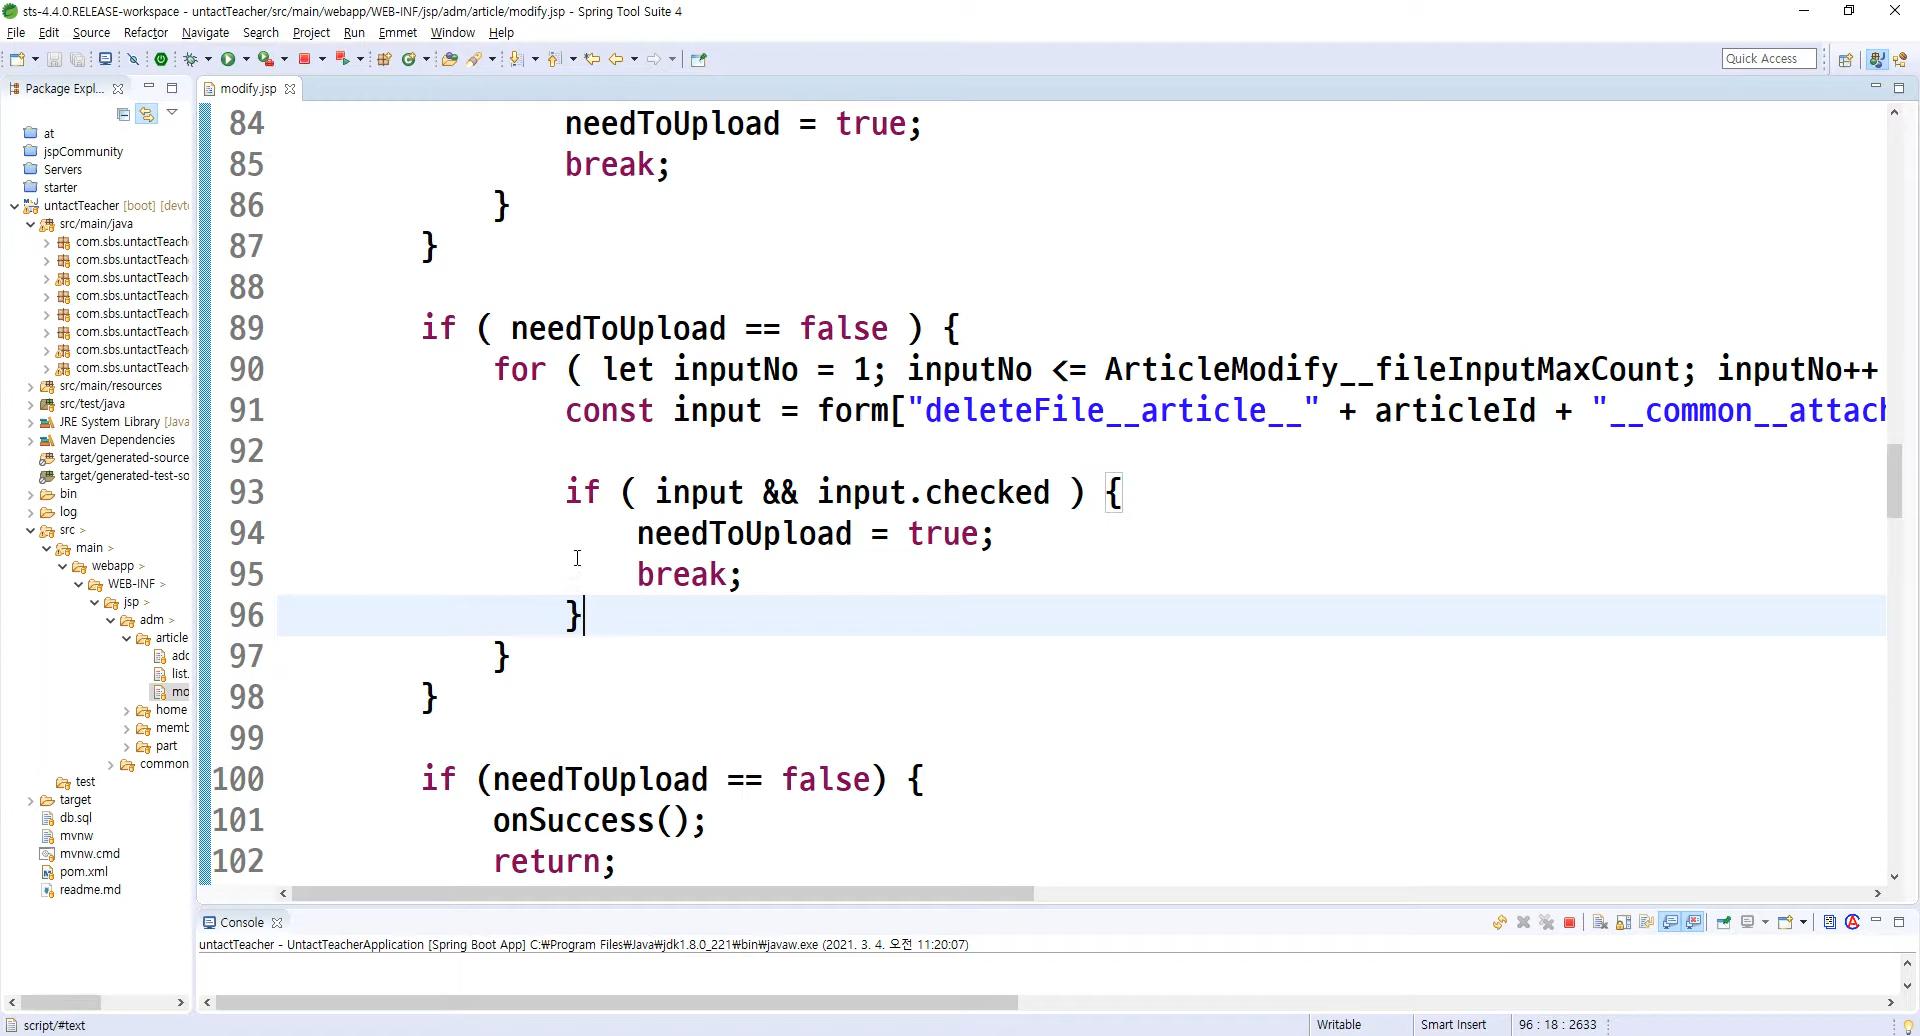 sts-4.4.0.RELEASE-workspace - untactTeacher/src/main/webapp/WEB-INF/jsp/adm/article/modify.jsp - Spring Tool Suite 4
File Edit Source Refactor Navigate Search Project Run Emmet Window Help
Quick Access
Package Expl...
at
jspCommunity
Servers
starter
untactTeacher [boot] [devto
src/main/java
com.sbs.untactTeach
com.sbs.untactTeach
com.sbs.untactTeach
com.sbs.untactTeach
com.sbs.untactTeach
com.sbs.untactTeach
com.sbs.untactTeach
com.sbs.untactTeach
src/main/resources
src/test/java
JRE System Library [Java
Maven Dependencies
target/generated-source
target/generated-test-so
bin
log
src >
main >
webapp >
WEB-INF >
jsp >
adm >
article
add
list.
mo
home
memb
part
common
test
target
db.sql
mvnw
mvnw.cmd
pom.xml
readme.md
modify.jsp
84 needToUpload = true;
85 break;
86 }
87 }
88
89 if ( needToUpload == false ) {
90 for ( let inputNo = 1; inputNo <= ArticleModify__fileInputMaxCount; inputNo++
91 const input = form["deleteFile__article__" + articleId + "__common__attach
92
93 if ( input && input.checked ) {
94 needToUpload = true;
95 break;
96 }
97 }
98 }
99
100 if (needToUpload == false) {
101 onSuccess();
102 return;
Console
untactTeacher - UntactTeacherApplication [Spring Boot App] C:₩Program Files₩Java₩jdk1.8.0_221₩bin₩javaw.exe (2021. 3. 4. 오전 11:20:07)
script/#text
Writable
Smart Insert
96 : 18 : 2633